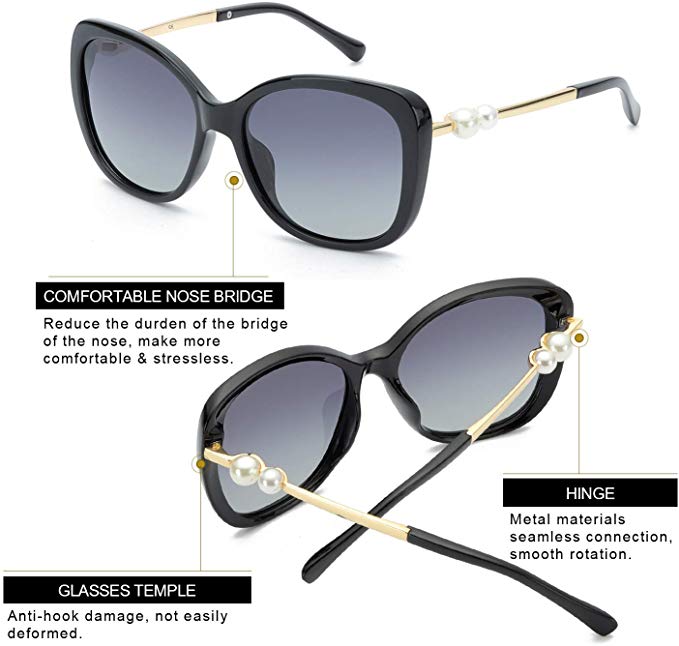 COMFORTABLE NOSE BRIDGE
Reduce the durden of the bridge
of the nose, make more
comfortable & stressless.
HINGE
Metal materials
seamless connection,
smooth rotation.
GLASSES TEMPLE
Anti-hook damage, not easily
deformed.